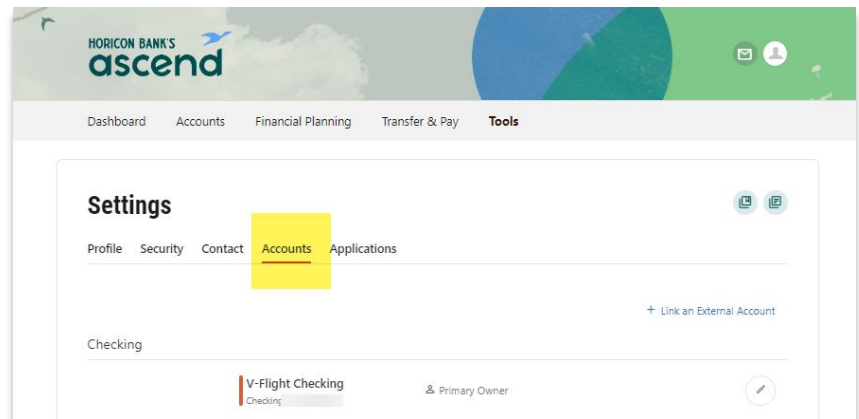 HORICON BANK'S
ascend
Dashboard Accounts Financial Planning Transfer & Pay Tools
Settings
Profile Security Contact Accounts Applications
+ Link an External Account
Checking
V-Flight Checking
Checking
Primary Owner